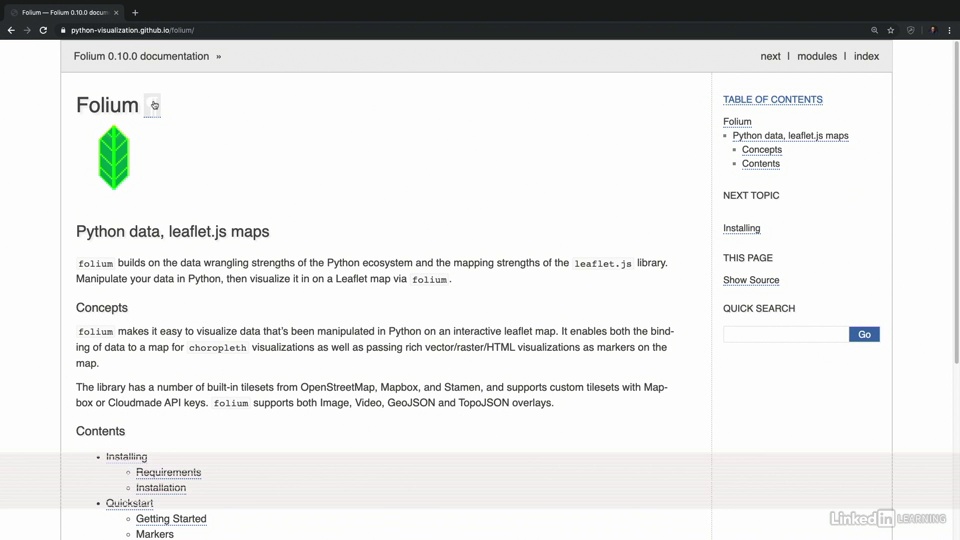 Folium — Folium 0.10.0 docum
python-visualization.github.io/folium/
Folium 0.10.0 documentation »
next | modules | index
Folium
Python data, leaflet.js maps
folium builds on the data wrangling strengths of the Python ecosystem and the mapping strengths of the leaflet.js library.
Manipulate your data in Python, then visualize it in on a Leaflet map via folium.
Concepts
folium makes it easy to visualize data that's been manipulated in Python on an interactive leaflet map. It enables both the bind-
ing of data to a map for choropleth visualizations as well as passing rich vector/raster/HTML visualizations as markers on the
map.
The library has a number of built-in tilesets from OpenStreetMap, Mapbox, and Stamen, and supports custom tilesets with Map-
box or Cloudmade API keys. folium supports both Image, Video, GeoJSON and TopoJSON overlays.
Contents
Installing
Requirements
Installation
Quickstart
Getting Started
Markers
TABLE OF CONTENTS
Folium
Python data, leaflet.js maps
Concepts
Contents
NEXT TOPIC
Installing
THIS PAGE
Show Source
QUICK SEARCH
Go
LinkedIn LEARNING